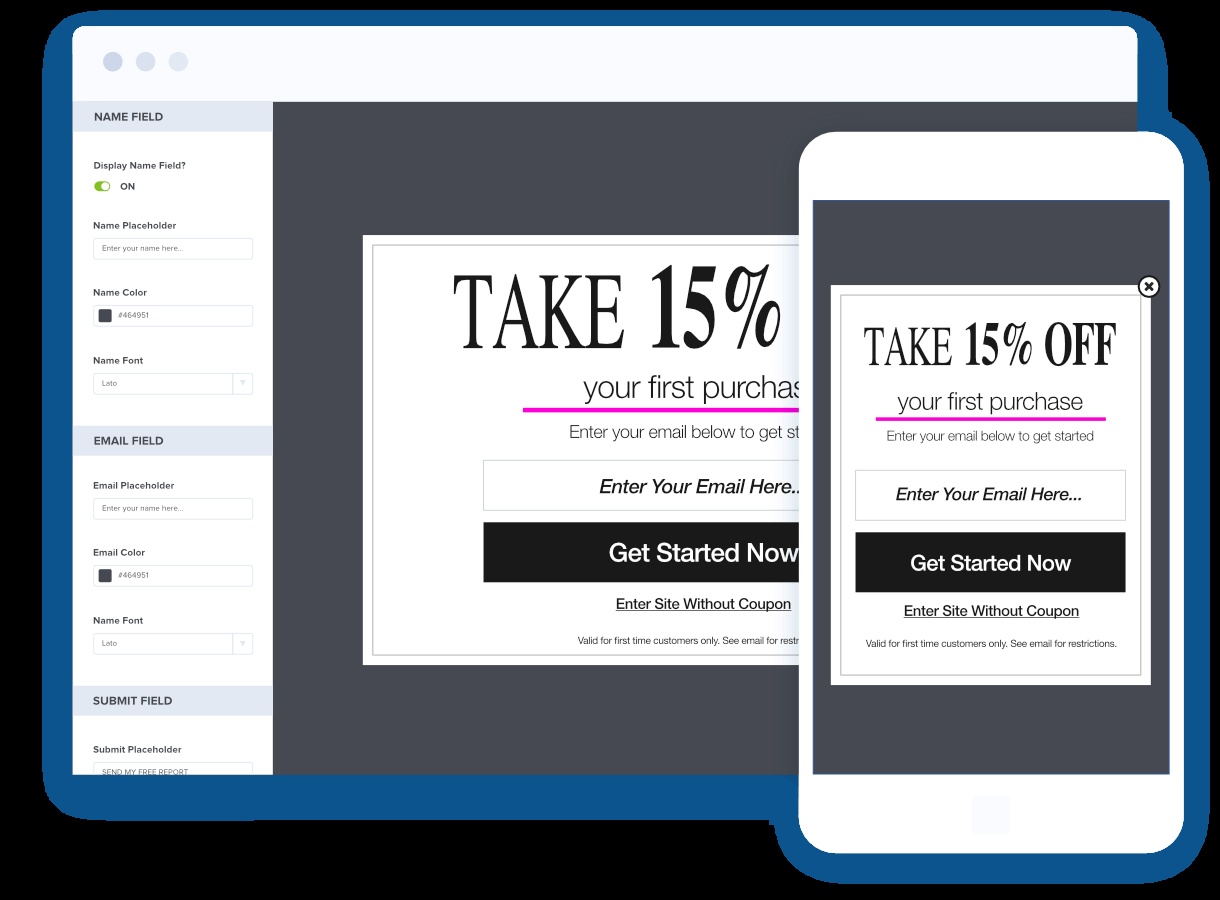 NAME FIELD
Display Name Field?
ON
Name Placeholder
Enter your name here...
Name Color
#464951
Name Font
Lato
EMAIL FIELD
Email Placeholder
Enter your name here...
Email Color
#464951
Name Font
Lato
SUBMIT FIELD
Submit Placeholder
SEND MY FREE REPORT
TAKE 15%
your first purchas
Enter your email below to get st
Enter Your Email Here..
Get Started Now
Enter Site Without Coupon
Valid for first time customers only. See email for restr
TAKE 15% OFF
your first purchase
Enter your email below to get started
Enter Your Email Here...
Get Started Now
Enter Site Without Coupon
Valid for first time customers only. See email for restrictions.